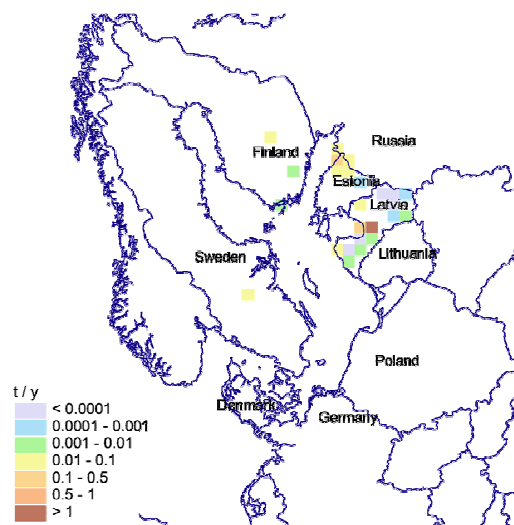 Russia
Finland
Estonia
Latvia
Sweden
Lithuania
Poland
Denmark
Germany
t / y
< 0.0001
0.0001 - 0.001
0.001 - 0.01
0.01 - 0.1
0.1 - 0.5
0.5 - 1
> 1